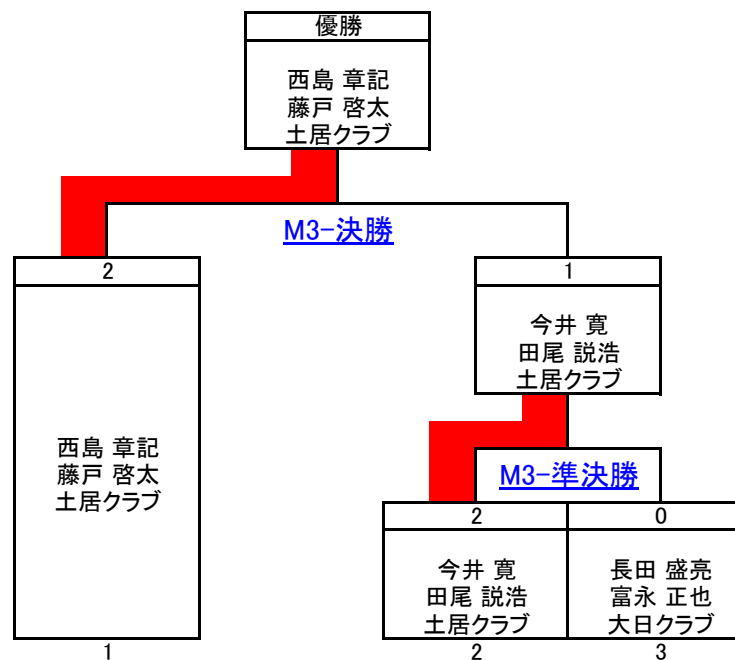 優勝
西島 章記
藤戸 啓太
土居クラブ
M3-決勝
2
西島 章記
藤戸 啓太
土居クラブ
1
1
今井 寛
田尾 説浩
土居クラブ
M3-準決勝
2
今井 寛
田尾 説浩
土居クラブ
2
0
長田 盛亮
富永 正也
大日クラブ
3